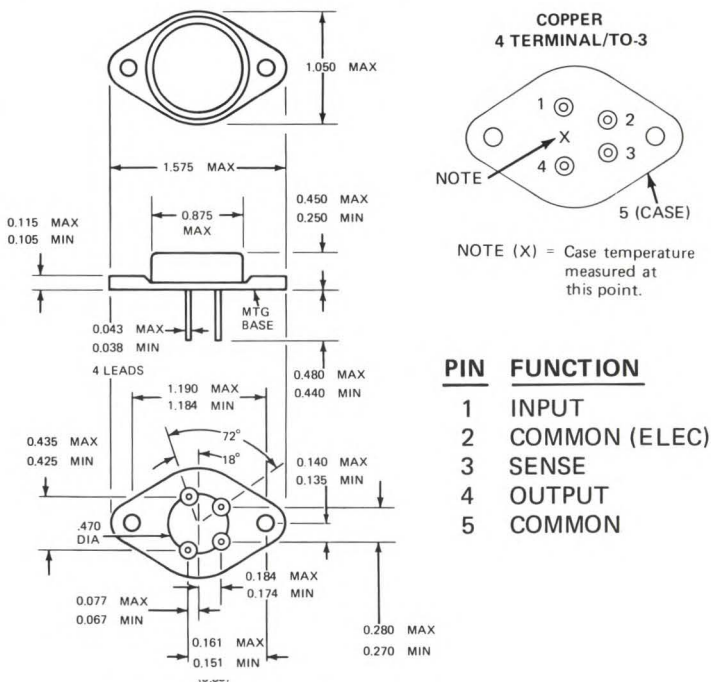 1.050 MAX
1.575 MAX
0.875
MAX
0.450 MAX
0.250 MIN
0.115 MAX
0.105 MIN
MTG
BASE
0.043 MAX
0.038 MIN
4 LEADS
0.480 MAX
0.440 MIN
1.190 MAX
1.184 MIN
72°
18°
0.435 MAX
0.425 MIN
0.140 MAX
0.135 MIN
.470
DIA
0.184 MAX
0.174 MIN
0.077 MAX
0.067 MIN
0.161 MAX
0.151 MIN
0.280 MAX
0.270 MIN
COPPER
4 TERMINAL/TO-3
1
2
X
3
4
NOTE
5 (CASE)
NOTE (X) = Case temperature
measured at
this point.
PIN FUNCTION
1 INPUT
2 COMMON (ELEC)
3 SENSE
4 OUTPUT
5 COMMON